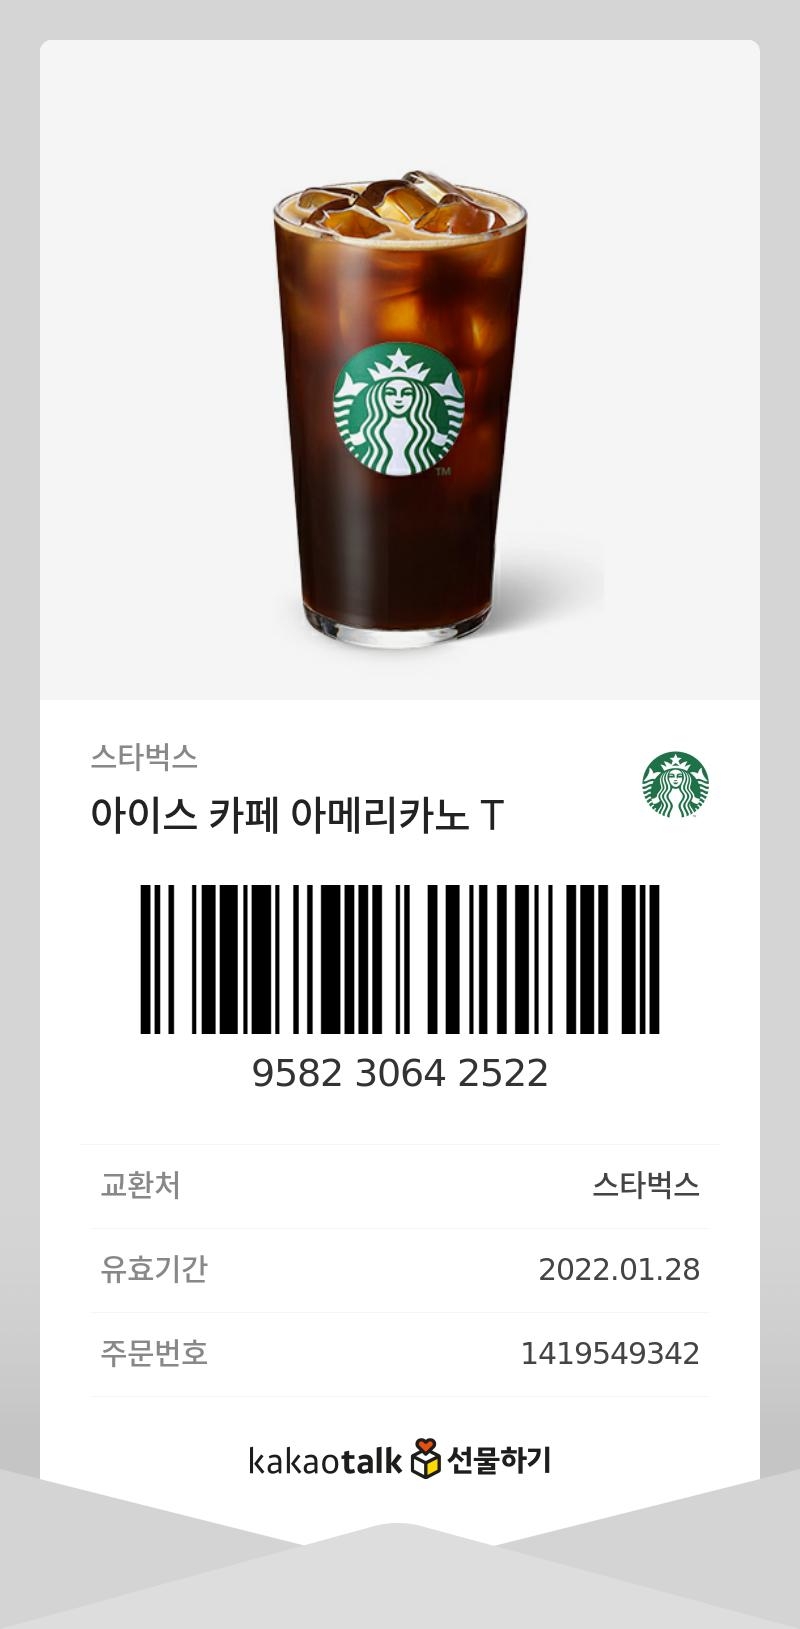 TM
스타벅스
아이스 카페 아메리카노 T
9582 3064 2522
교환처 스타벅스
유효기간 2022.01.28
주문번호 1419549342
kakaotalk 선물하기